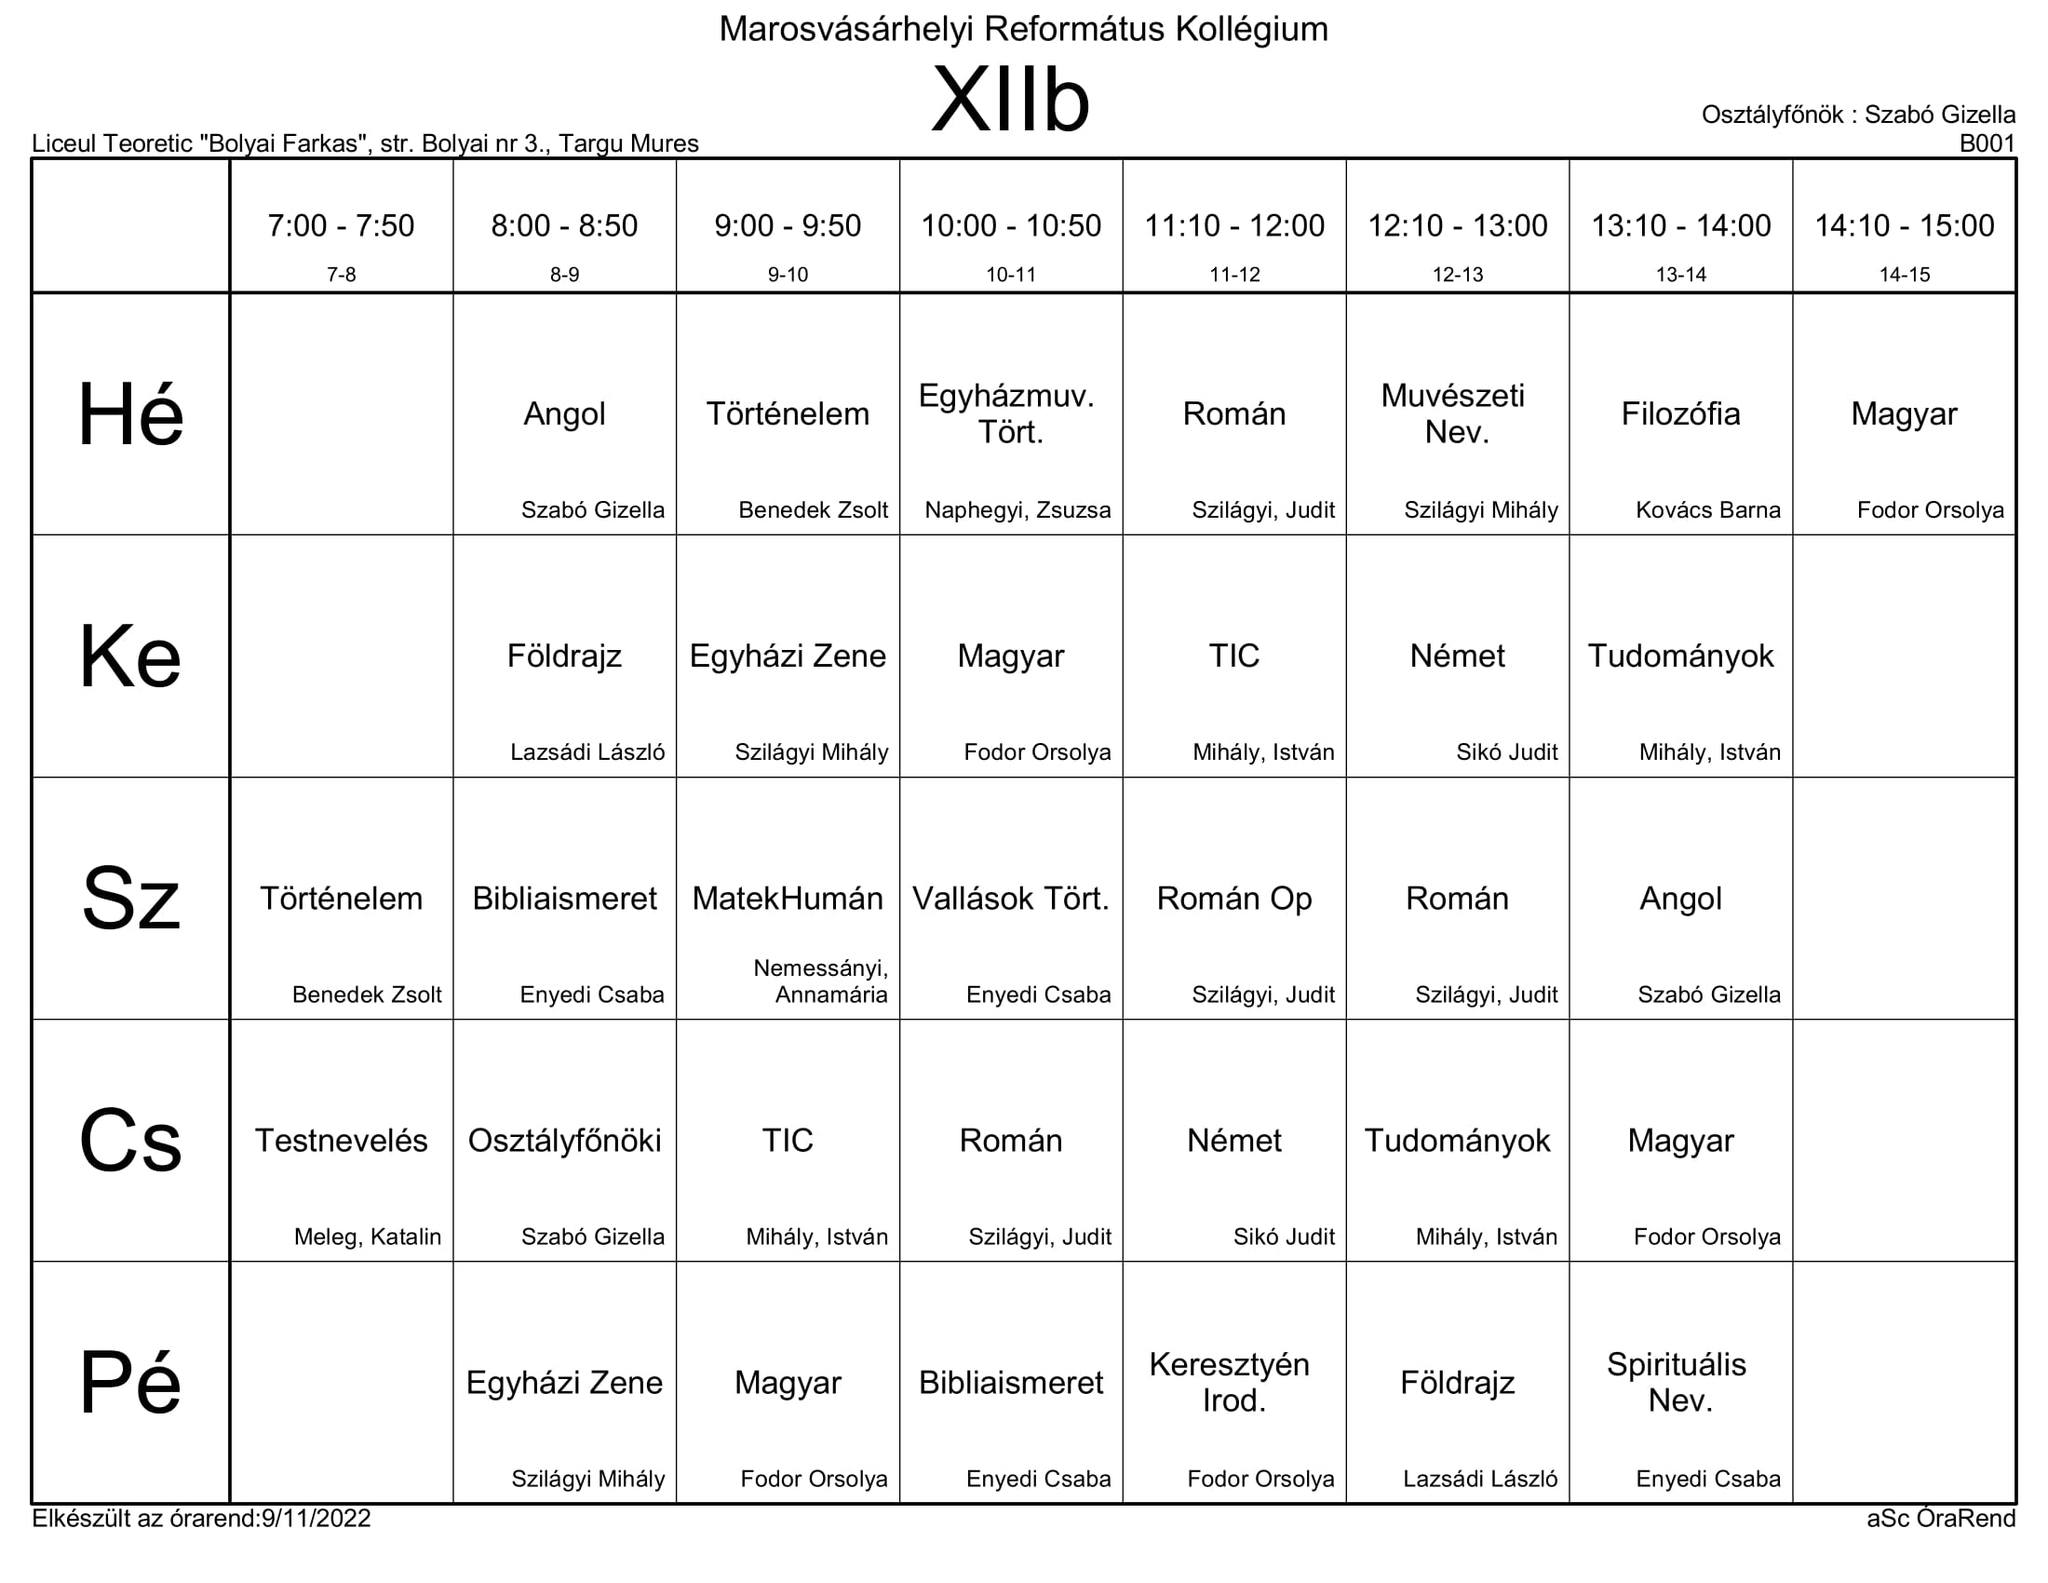 Marosvásárhelyi Református Kollégium
XIIb
Osztályfőnök : Szabó Gizella
Liceul Teoretic "Bolyai Farkas", str. Bolyai nr 3., Targu Mures
B001
7:00 - 7:50
8:00 - 8:50
9:00 - 9:50
10:00 - 10:50
11:10 - 12:00
12:10 - 13:00
13:10 - 14:00
14:10 - 15:00
7-8
8-9
9-10
10-11
11-12
12-13
13-14
14-15
Hé
Angol
Szabó Gizella
Történelem
Benedek Zsolt
Egyházmuv.
Tört.
Naphegyi, Zsuzsa
Román
Szilágyi, Judit
Muvészeti
Nev.
Szilágyi Mihály
Filozófia
Kovács Barna
Magyar
Fodor Orsolya
Ke
Földrajz
Lazsádi László
Egyházi Zene
Szilágyi Mihály
Magyar
Fodor Orsolya
TIC
Mihály, István
Német
Sikó Judit
Tudományok
Mihály, István
Sz
Történelem
Benedek Zsolt
Bibliaismeret
Enyedi Csaba
MatekHumán
Nemessányi,
Annamária
Vallások Tört.
Enyedi Csaba
Román Op
Szilágyi, Judit
Román
Szilágyi, Judit
Angol
Szabó Gizella
Cs
Testnevelés
Meleg, Katalin
Osztályfőnöki
Szabó Gizella
TIC
Mihály, István
Román
Szilágyi, Judit
Német
Sikó Judit
Tudományok
Mihály, István
Magyar
Fodor Orsolya
Pé
Egyházi Zene
Szilágyi Mihály
Magyar
Fodor Orsolya
Bibliaismeret
Enyedi Csaba
Keresztyén
Irod.
Fodor Orsolya
Földrajz
Lazsádi László
Spirituális
Nev.
Enyedi Csaba
Elkészült az órarend:9/11/2022
aSc ÓraRend